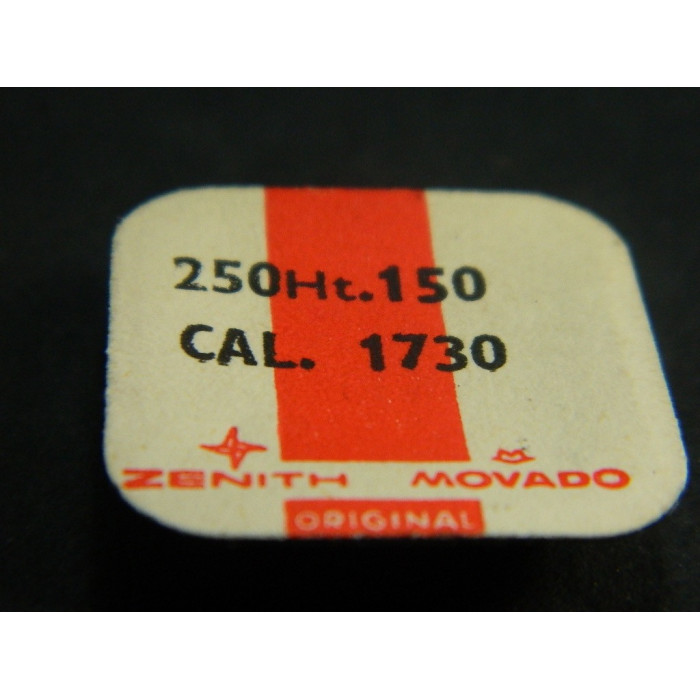 250Ht.150
CAL. 1730
ZENITH MOVADO
ORIGINAL